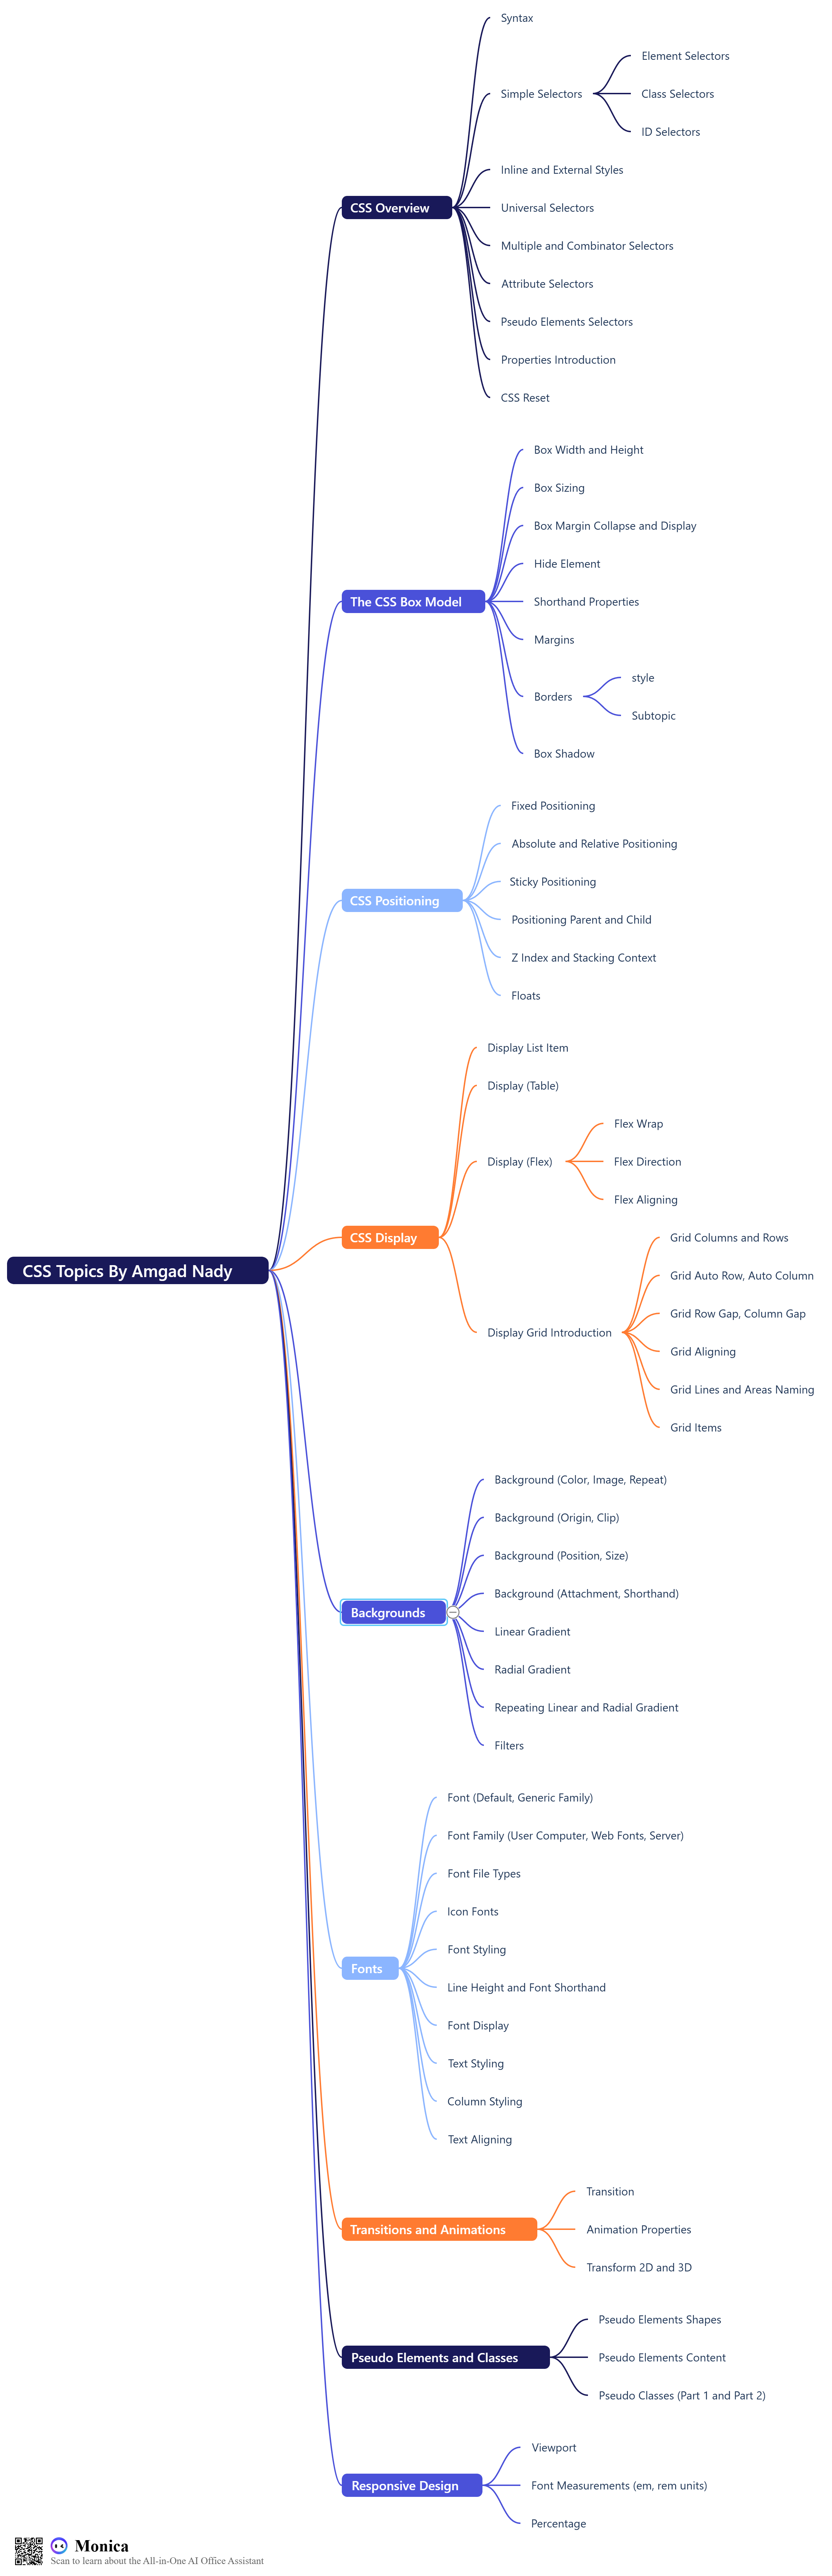 CSS Topics By Amgad Nady
CSS Overview
Syntax
Simple Selectors
Element Selectors
Class Selectors
ID Selectors
Inline and External Styles
Universal Selectors
Multiple and Combinator Selectors
Attribute Selectors
Pseudo Elements Selectors
Properties Introduction
CSS Reset
The CSS Box Model
Box Width and Height
Box Sizing
Box Margin Collapse and Display
Hide Element
Shorthand Properties
Margins
Borders
style
Subtopic
Box Shadow
CSS Positioning
Fixed Positioning
Absolute and Relative Positioning
Sticky Positioning
Positioning Parent and Child
Z Index and Stacking Context
Floats
CSS Display
Display List Item
Display (Table)
Display (Flex)
Flex Wrap
Flex Direction
Flex Aligning
Display Grid Introduction
Grid Columns and Rows
Grid Auto Row, Auto Column
Grid Row Gap, Column Gap
Grid Aligning
Grid Lines and Areas Naming
Grid Items
Backgrounds
Background (Color, Image, Repeat)
Background (Origin, Clip)
Background (Position, Size)
Background (Attachment, Shorthand)
Linear Gradient
Radial Gradient
Repeating Linear and Radial Gradient
Filters
Fonts
Font (Default, Generic Family)
Font Family (User Computer, Web Fonts, Server)
Font File Types
Icon Fonts
Font Styling
Line Height and Font Shorthand
Font Display
Text Styling
Column Styling
Text Aligning
Transitions and Animations
Transition
Animation Properties
Transform 2D and 3D
Pseudo Elements and Classes
Pseudo Elements Shapes
Pseudo Elements Content
Pseudo Classes (Part 1 and Part 2)
Responsive Design
Viewport
Font Measurements (em, rem units)
Percentage
Monica
Scan to learn about the All-in-One AI Office Assistant